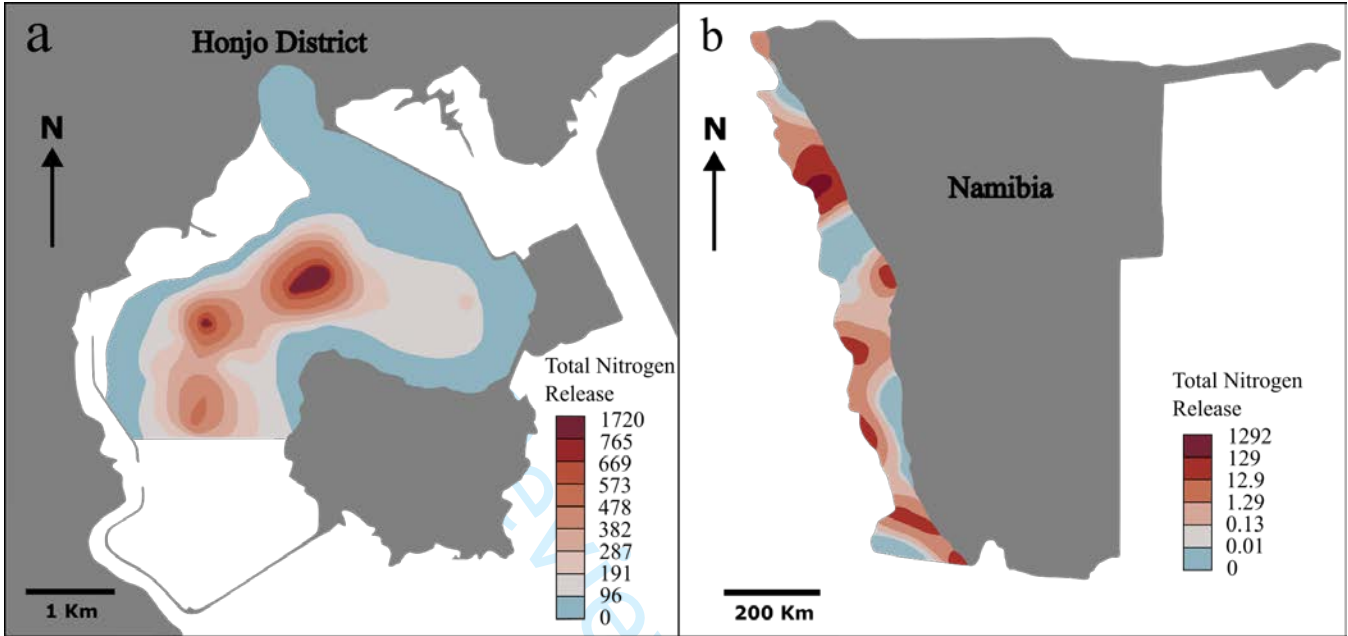 a
Honjo District
N
Total Nitrogen
Release
1720
765
669
573
478
382
287
191
96
0
1 Km
b
N
Namibia
Total Nitrogen
Release
1292
129
12.9
1.29
0.13
0.01
0
200 Km